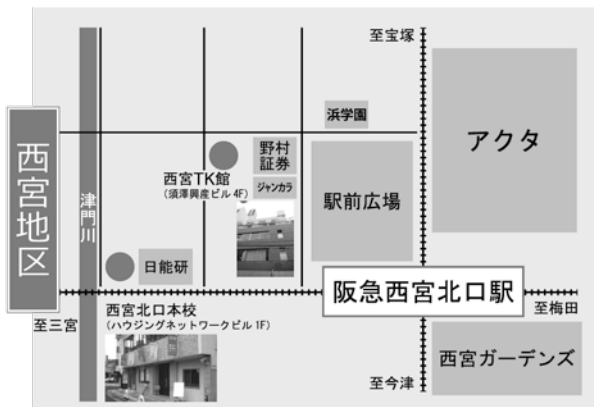 至宝塚
アクタ
浜学園
野村
証券
ジャンカラ
西宮TK館
(須澤興産ビル4F)
駅前広場
西宮地区
津門川
日能研
阪急西宮北口駅
至梅田
至三宮
西宮北口本校
(ハウジングネットワークビル1F)
西宮ガーデンズ
至今津